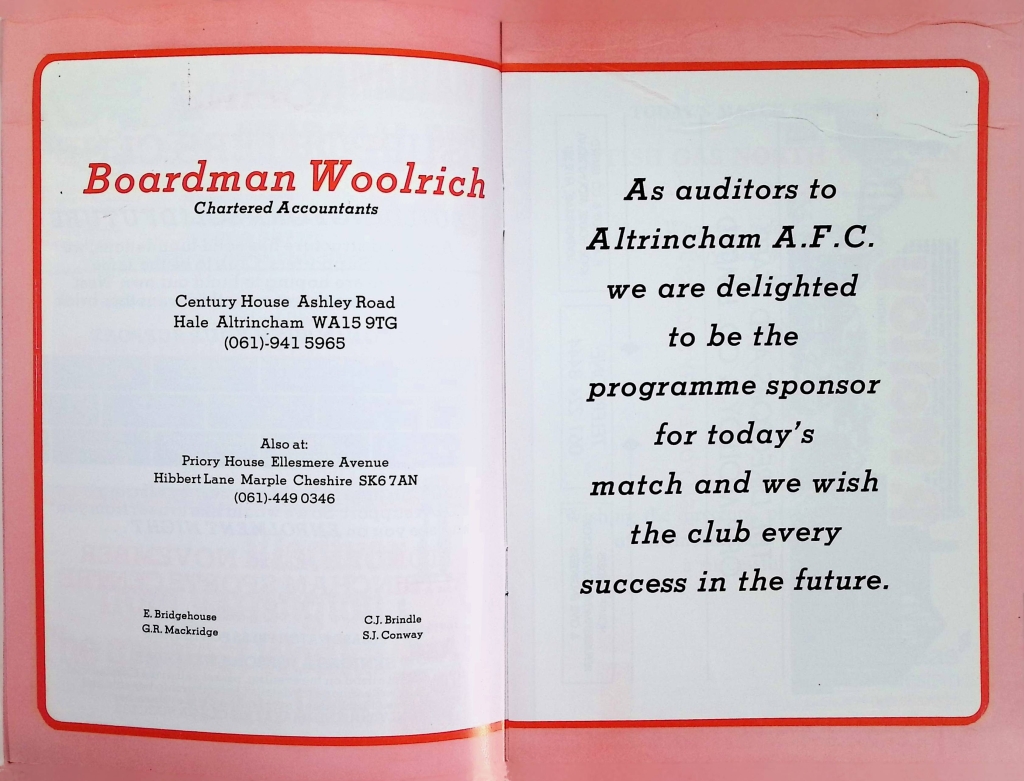 Boardman Woolrich
Chartered Accountants
Century House Ashley Road
Hale Altrincham WA15 9TG
(061)-941 5965
Also at:
Priory House Ellesmere Avenue
Hibbert Lane Marple Cheshire SK6 7AN
(061)-449 0346
E. Bridgehouse
G.R. Mackridge
C.J. Brindle
S.J. Conway
As auditors to
Altrincham A.F.C.
we are delighted
to be the
programme sponsor
for today's
match and we wish
the club every
success in the future.